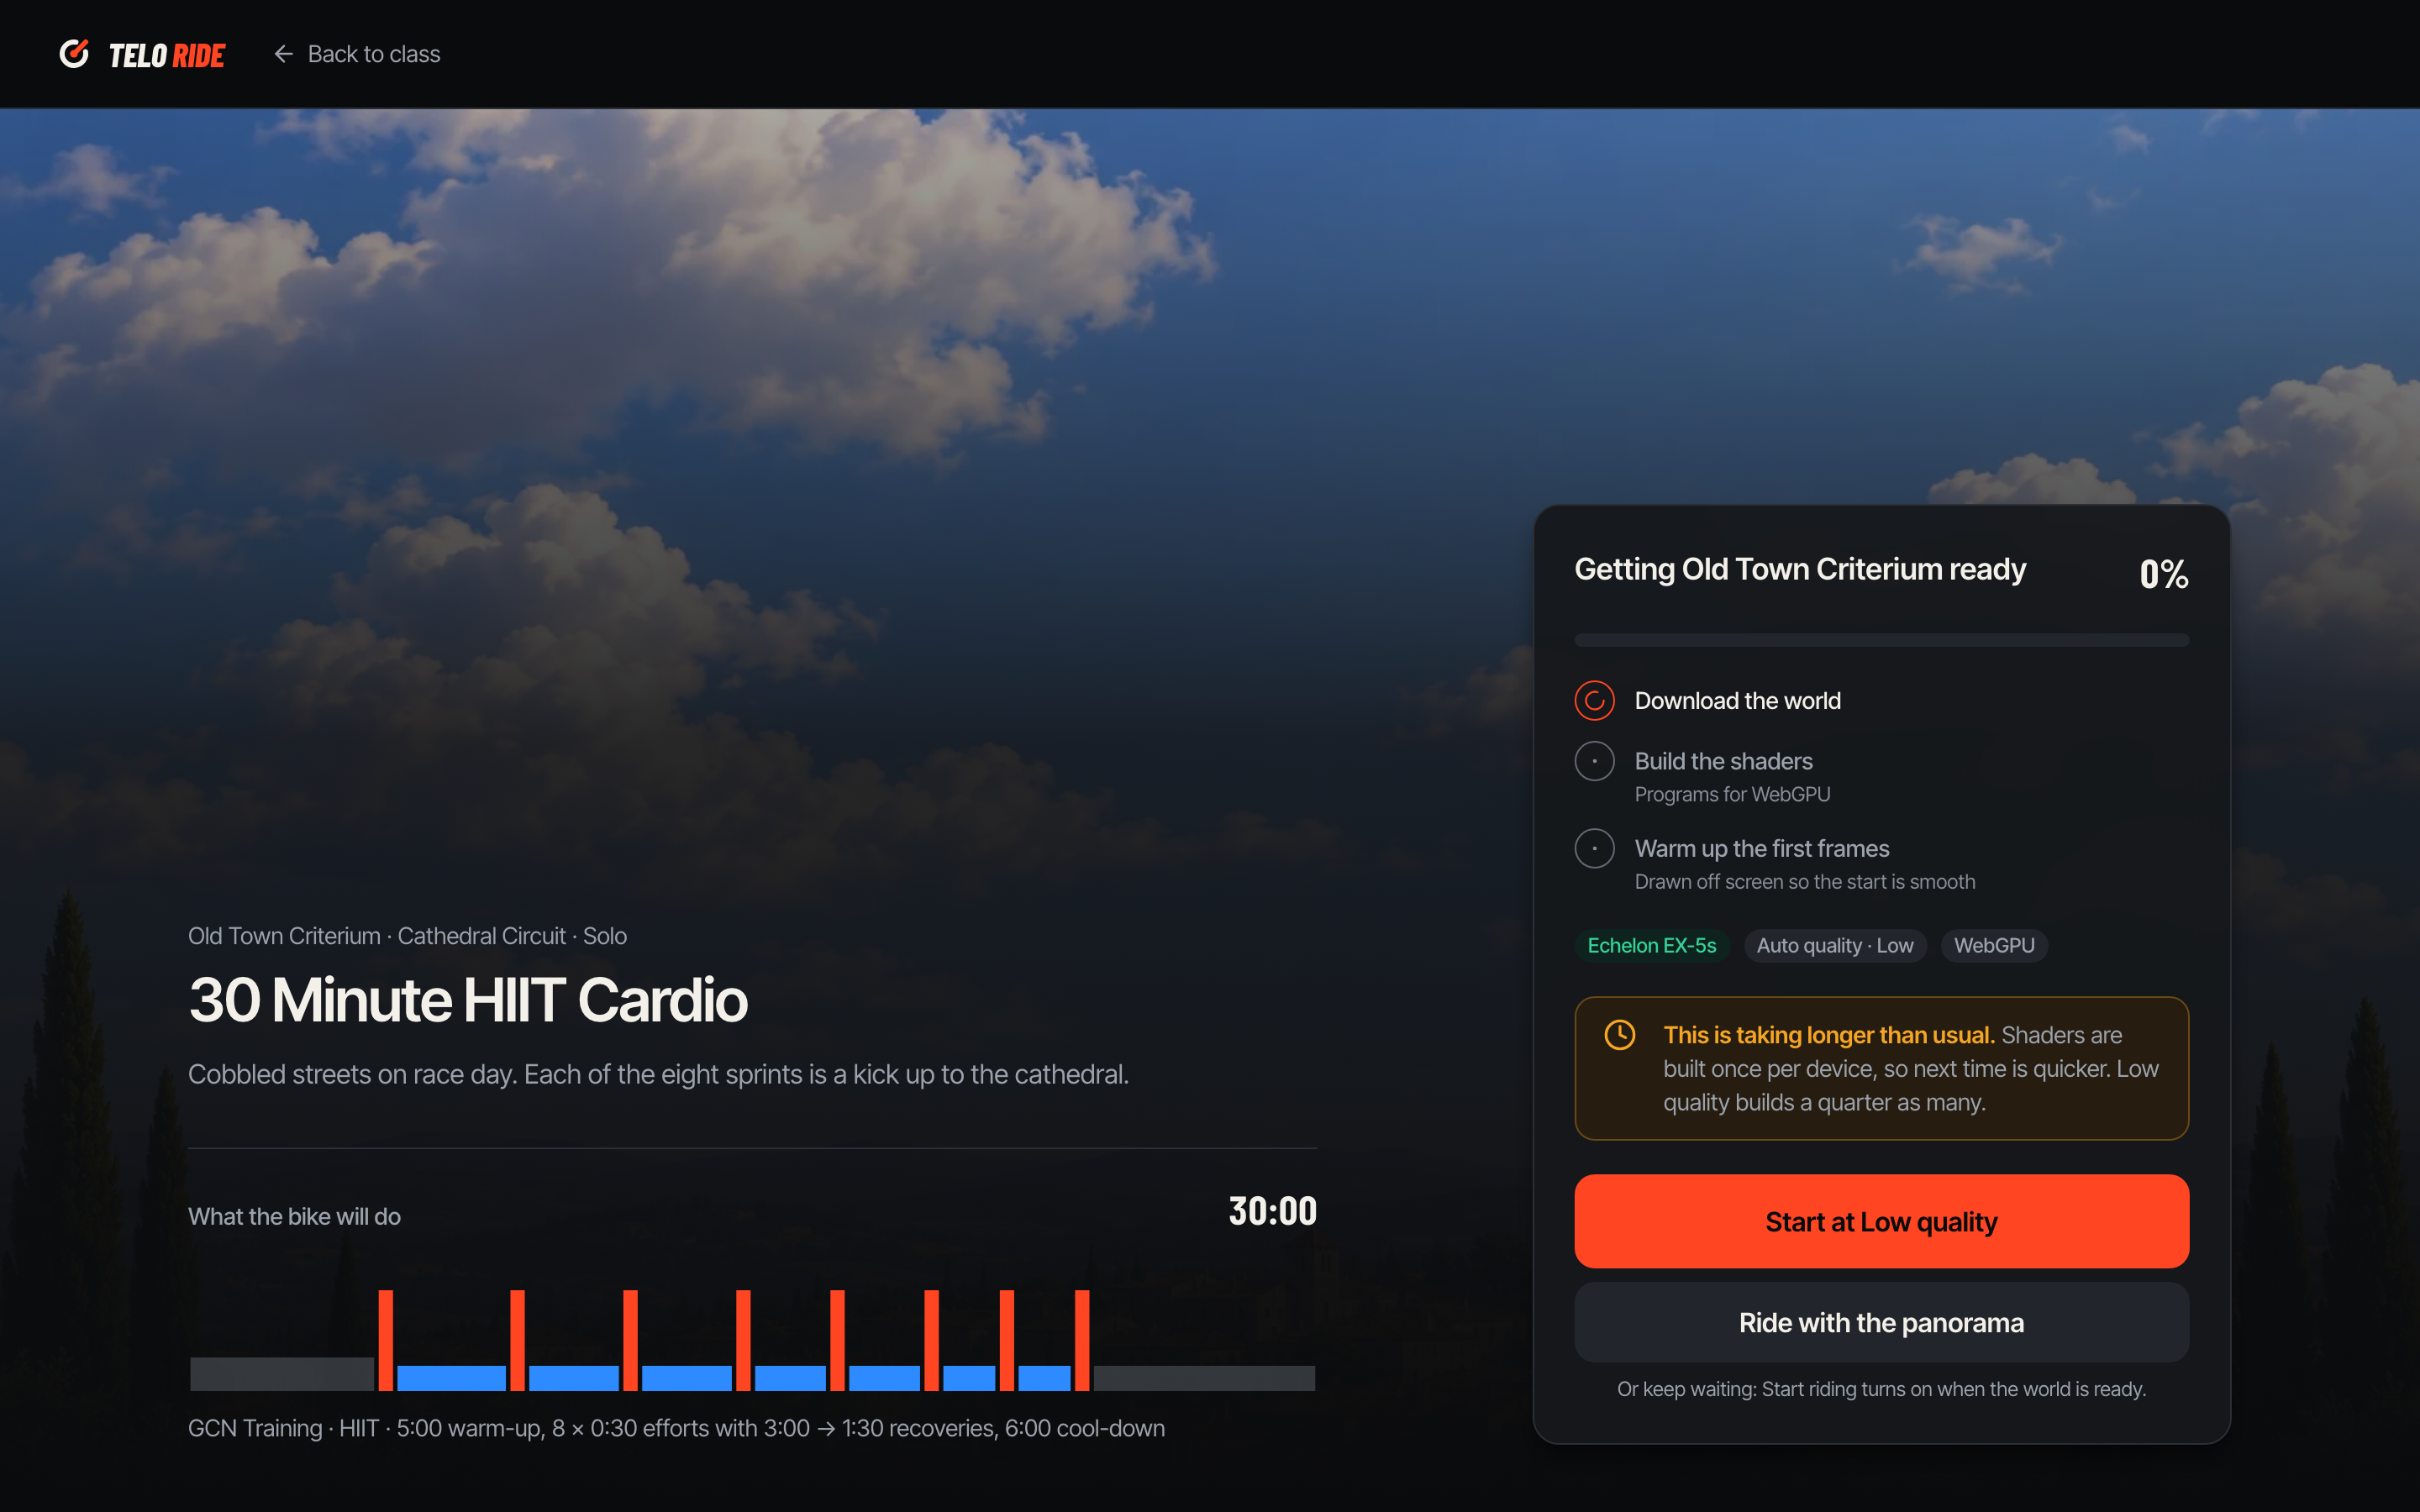 TELO RIDE
Back to class
Getting Old Town Criterium ready
0%
Download the world
Build the shaders
Programs for WebGPU
Warm up the first frames
Drawn off screen so the start is smooth
Echelon EX-5s
Auto quality · Low
WebGPU
This is taking longer than usual. Shaders are
built once per device, so next time is quicker. Low
quality builds a quarter as many.
Start at Low quality
Ride with the panorama
Or keep waiting: Start riding turns on when the world is ready.
Old Town Criterium · Cathedral Circuit · Solo
30 Minute HIIT Cardio
Cobbled streets on race day. Each of the eight sprints is a kick up to the cathedral.
What the bike will do
30:00
GCN Training · HIIT · 5:00 warm-up, 8 × 0:30 efforts with 3:00 → 1:30 recoveries, 6:00 cool-down